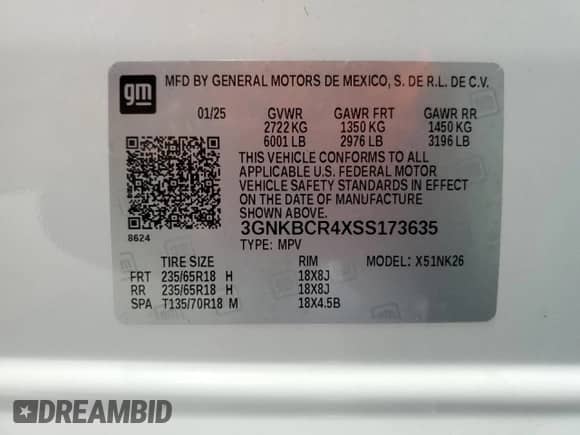 gm
MFD BY GENERAL MOTORS DE MEXICO, S. DE R.L. DE C.V.
01/25 GVWR GAWR FRT GAWR RR
2722 KG 1350 KG 1450 KG
6001 LB 2976 LB 3196 LB
THIS VEHICLE CONFORMS TO ALL
APPLICABLE U.S. FEDERAL MOTOR
VEHICLE SAFETY STANDARDS IN EFFECT
ON THE DATE OF MANUFACTURE
SHOWN ABOVE.
8624 3GNKBCR4XSS173635
TYPE: MPV
TIRE SIZE RIM MODEL: X51NK26
FRT 235/65R18 H 18X8J
RR 235/65R18 H 18X8J
SPA T135/70R18 M 18X4.5B
DREAMBID